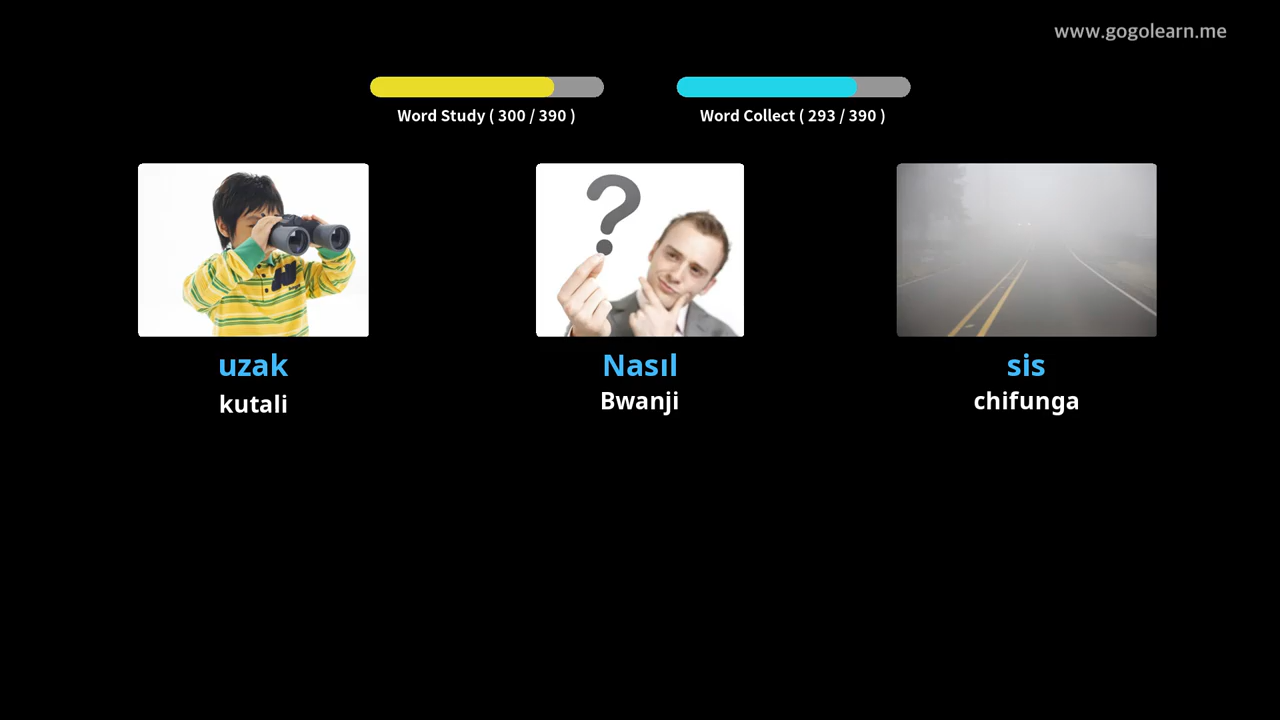 www.gogolearn.me
Word Study ( 300 / 390 )
Word Collect ( 293 / 390 )
uzak
kutali
Nasıl
Bwanji
sis
chifunga